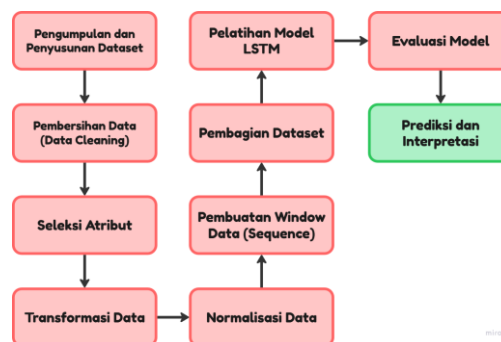 Pengumpulan dan
Penyusunan Dataset
Pembersihan Data
(Data Cleaning)
Seleksi Atribut
Transformasi Data
Normalisasi Data
Pembuatan Window
Data (Sequence)
Pembagian Dataset
Pelatihan Model
LSTM
Evaluasi Model
Prediksi dan
Interpretasi
miro